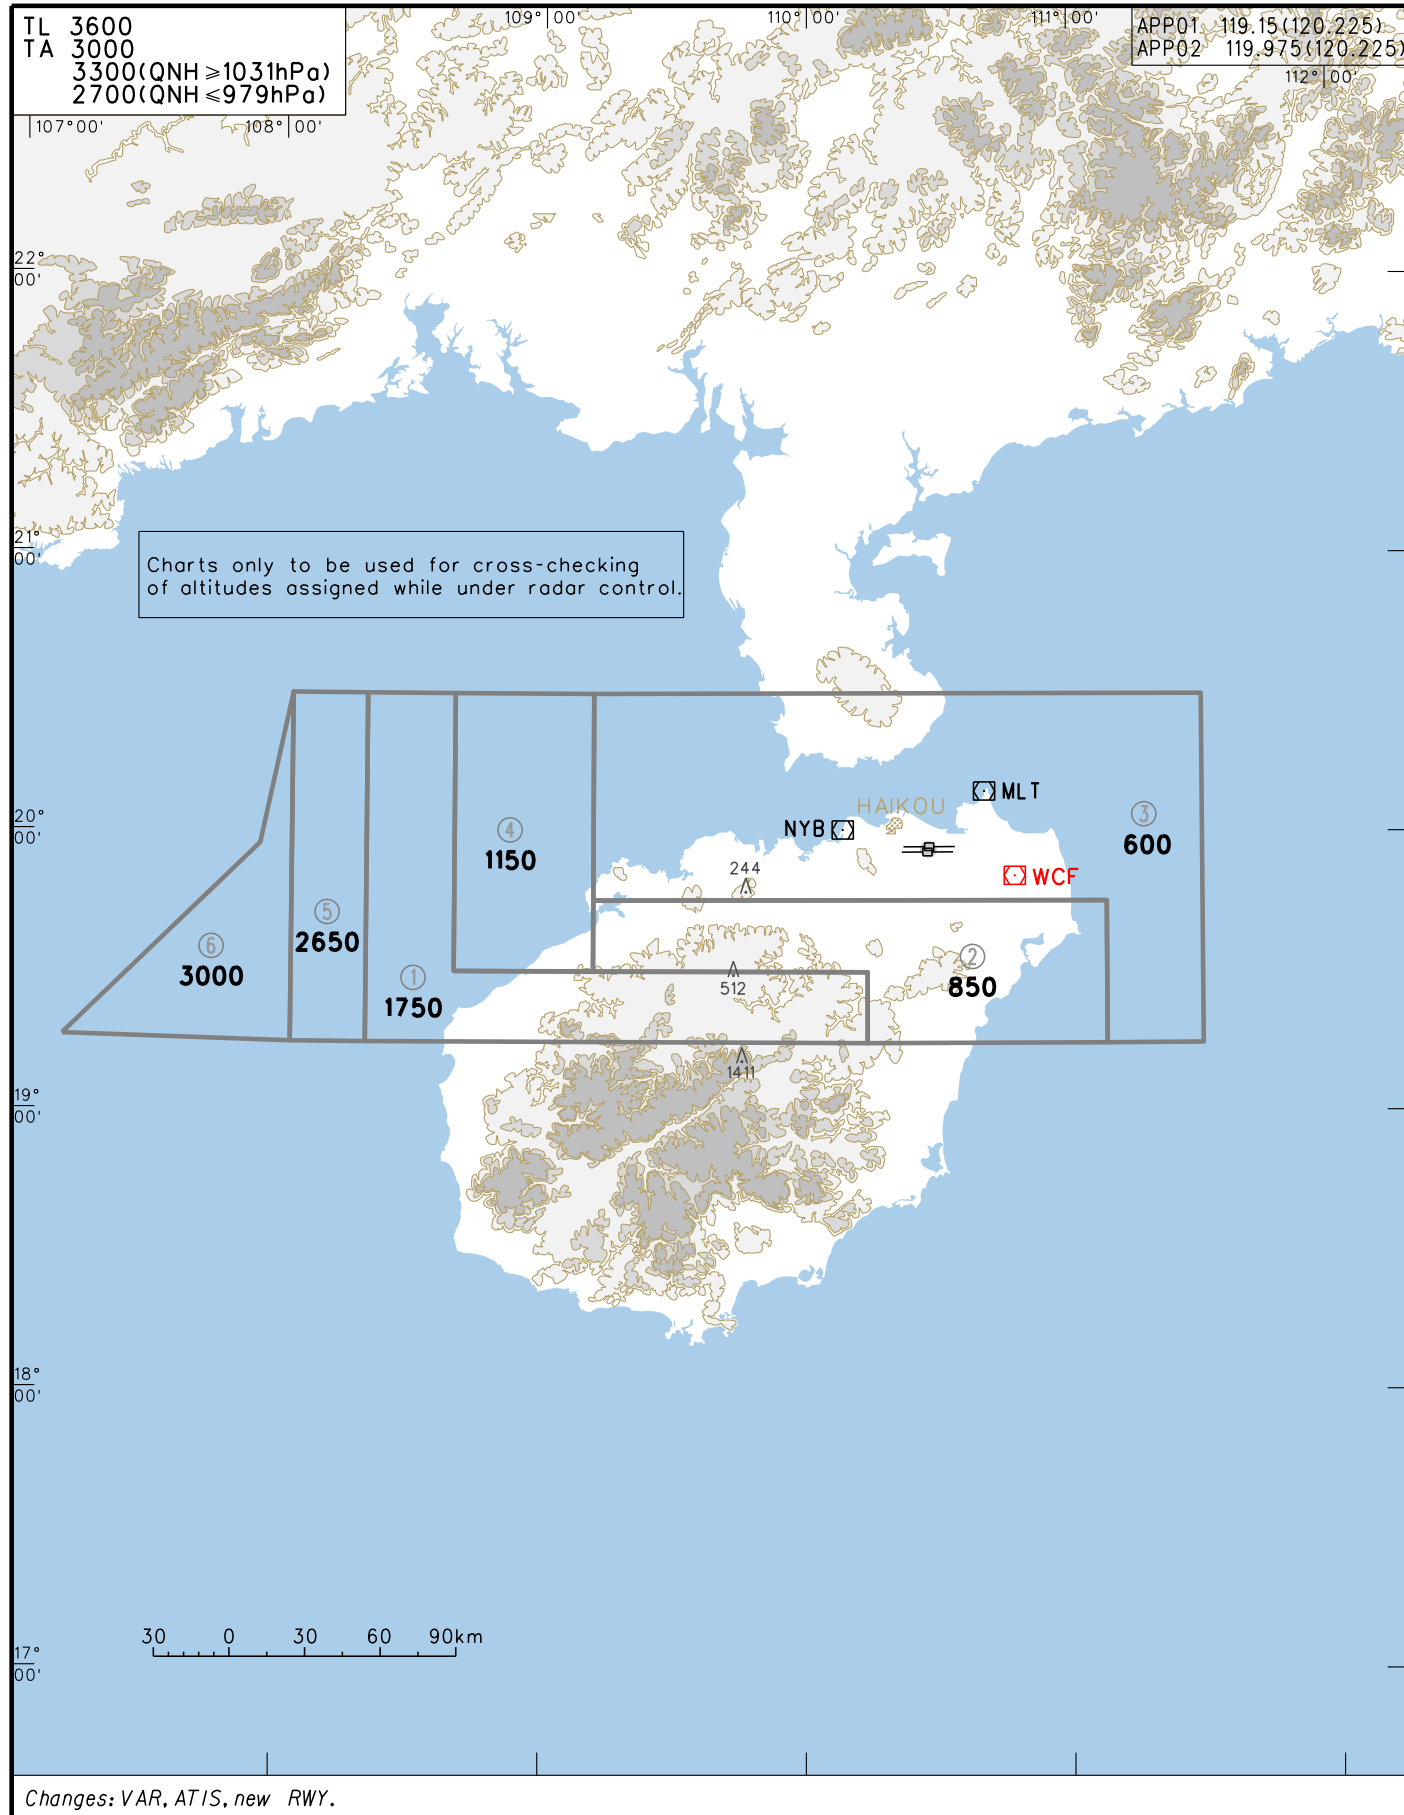 TL 3600
TA 3000
3300(QNH ≥1031hPa)
2700(QNH ≤979hPa)
APP01 119.15(120.225)
APP02 119.975(120.225)
107°00'
108°00'
109°00'
110°00'
111°00'
112°00'
22°
00'
21°
00'
Charts only to be used for cross-checking
of altitudes assigned while under radar control.
20°
00'
HAIKOU
MLT
NYB
WCF
③
600
④
1150
244
⑤
2650
⑥
3000
①
1750
②
850
512
1411
19°
00'
18°
00'
17°
00'
30 0 30 60 90km
Changes: VAR, ATIS, new RWY.